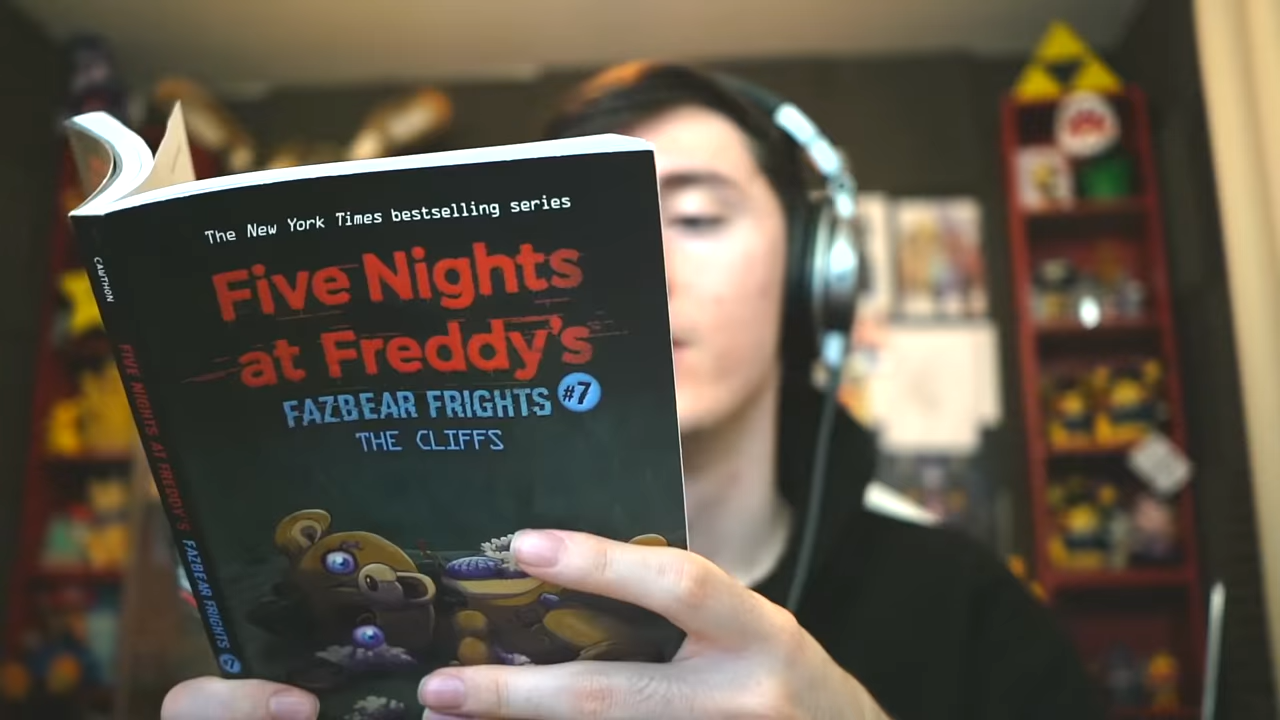 The New York Times bestselling series
Five Nights
at Freddy's
FAZBEAR FRIGHTS #7
THE CLIFFS
CAWTHON
FIVE NIGHTS AT FREDDY'S
FAZBEAR FRIGHTS #7